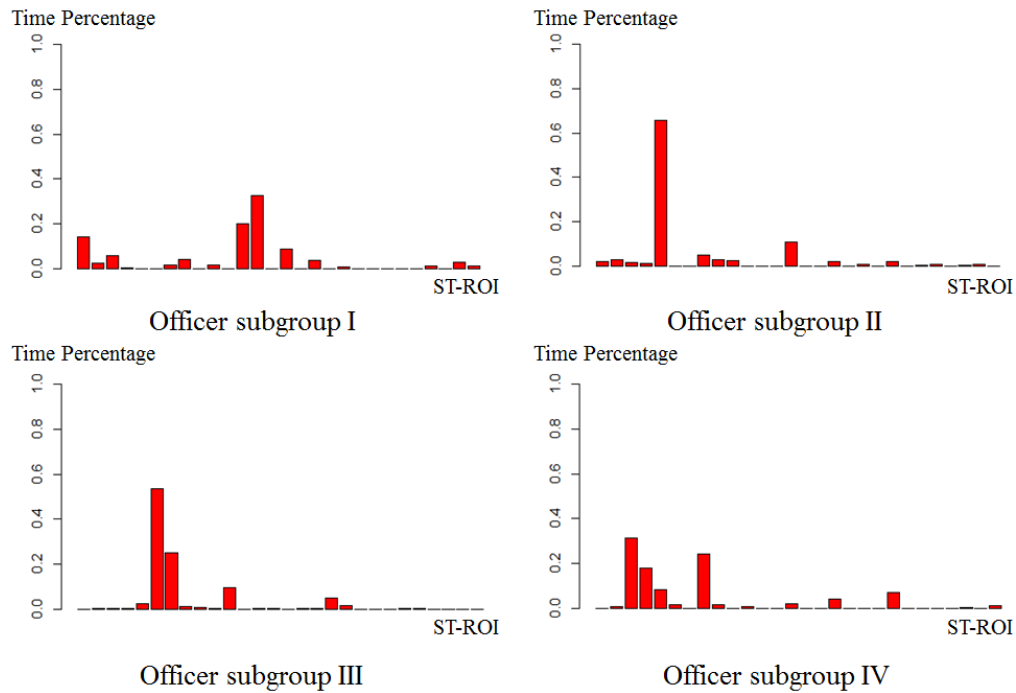 Time Percentage
1.0
0.8
0.6
0.4
0.2
0.0
ST-ROI
Officer subgroup I
Time Percentage
1.0
0.8
0.6
0.4
0.2
0.0
ST-ROI
Officer subgroup II
Time Percentage
1.0
0.8
0.6
0.4
0.2
0.0
ST-ROI
Officer subgroup III
Time Percentage
1.0
0.8
0.6
0.4
0.2
0.0
ST-ROI
Officer subgroup IV